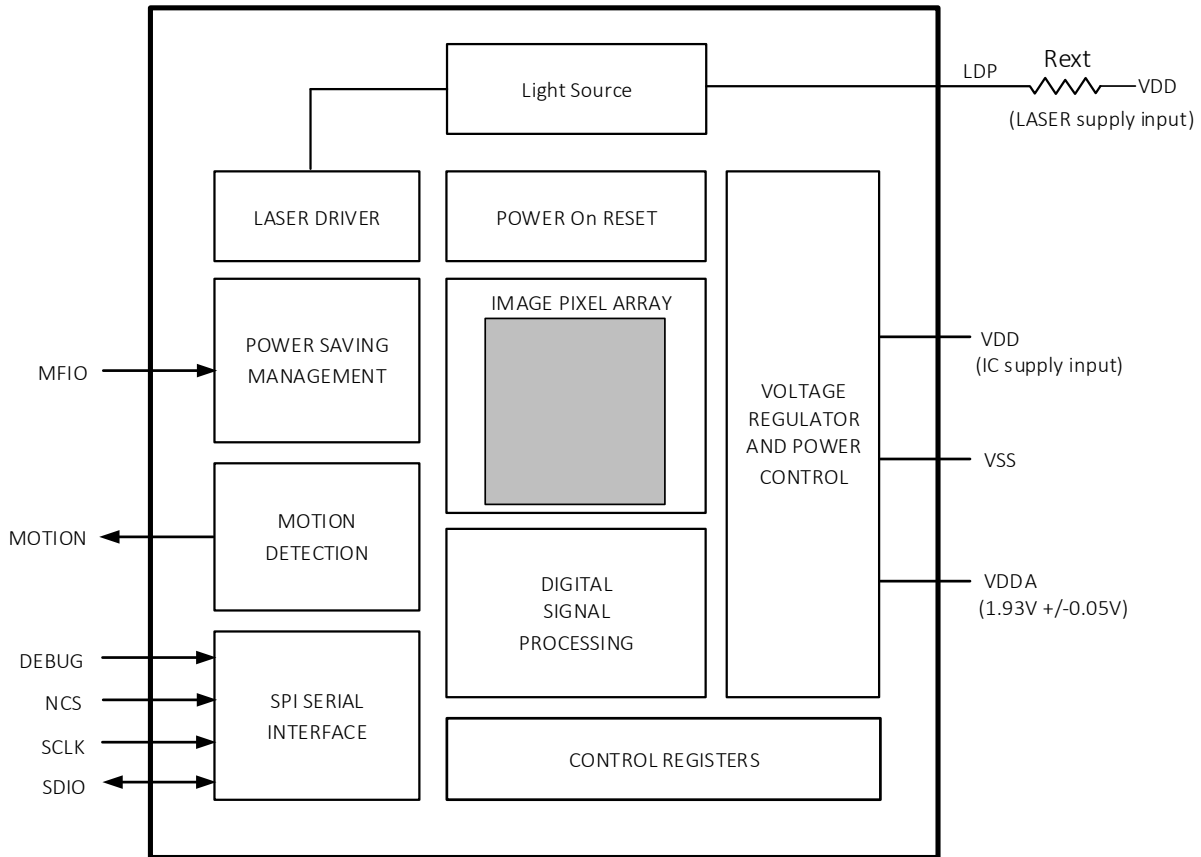 Light Source
LDP
Rext
VDD
(LASER supply input)
LASER DRIVER
POWER On RESET
IMAGE PIXEL ARRAY
POWER SAVING
MANAGEMENT
MFIO
VOLTAGE
REGULATOR
AND POWER
CONTROL
VDD
(IC supply input)
VSS
VDDA
(1.93V +/-0.05V)
MOTION
MOTION
DETECTION
DIGITAL
SIGNAL
PROCESSING
DEBUG
NCS
SCLK
SDIO
SPI SERIAL
INTERFACE
CONTROL REGISTERS